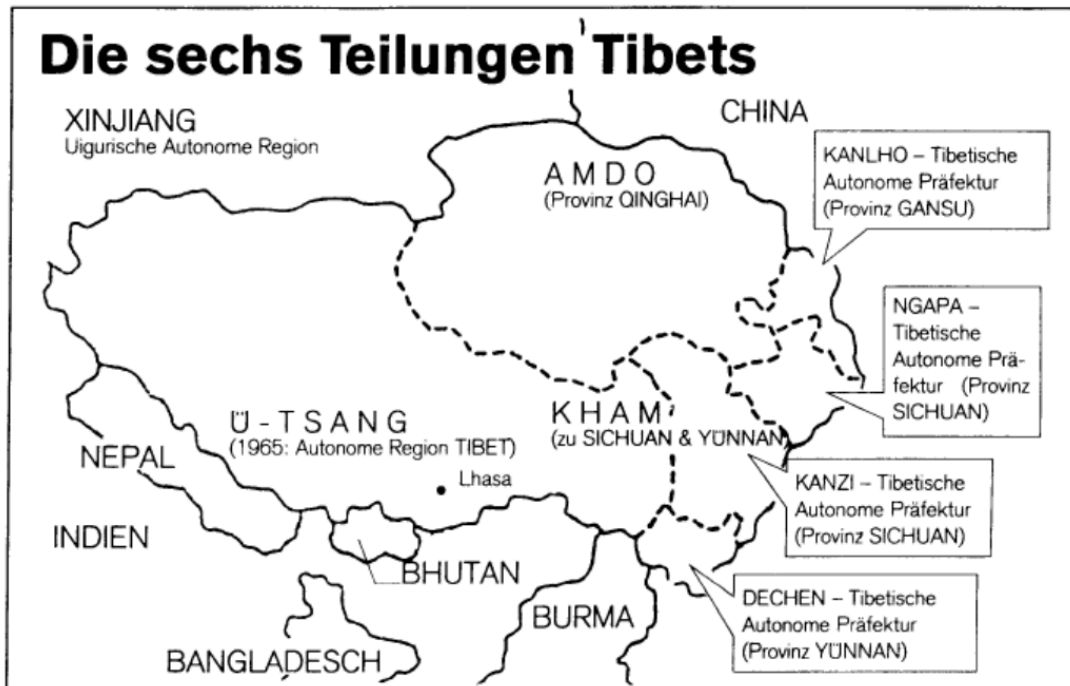 Die sechs Teilungen Tibets
XINJIANG
Uigurische Autonome Region
CHINA
AMDO
(Provinz QINGHAI)
KANLHO – Tibetische
Autonome Präfektur
(Provinz GANSU)
NGAPA –
Tibetische
Autonome Prä-
fektur (Provinz
SICHUAN)
KHAM
(zu SICHUAN & YÜNNAN)
Ü-TSANG
(1965: Autonome Region TIBET)
Lhasa
NEPAL
KANZI – Tibetische
Autonome Präfektur
(Provinz SICHUAN)
INDIEN
BHUTAN
BURMA
DECHEN – Tibetische
Autonome Präfektur
(Provinz YÜNNAN)
BANGLADESCH